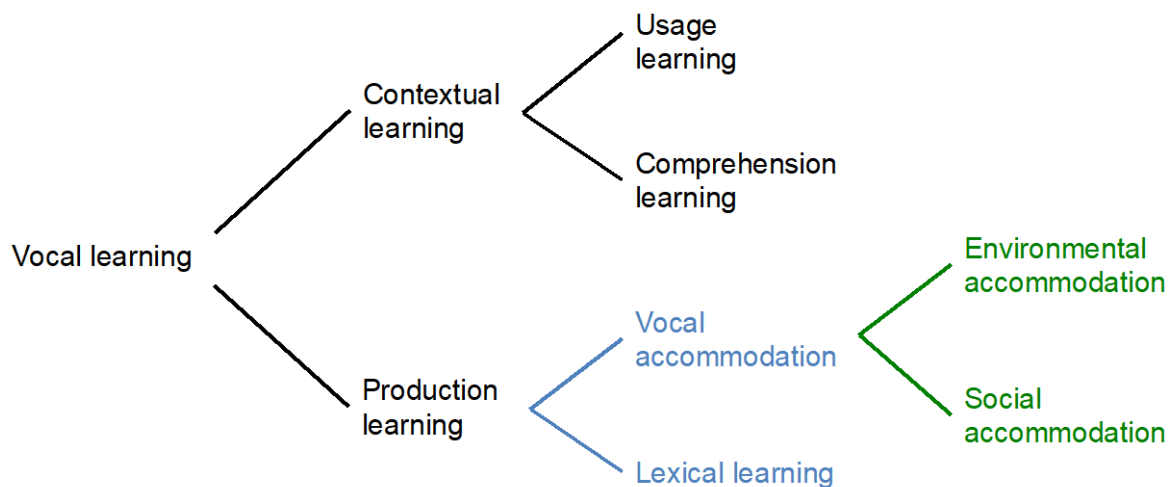 Usage
learning
Contextual
learning
Comprehension
learning
Vocal learning
Environmental
accommodation
Vocal
accommodation
Production
learning
Social
accommodation
Lexical learning